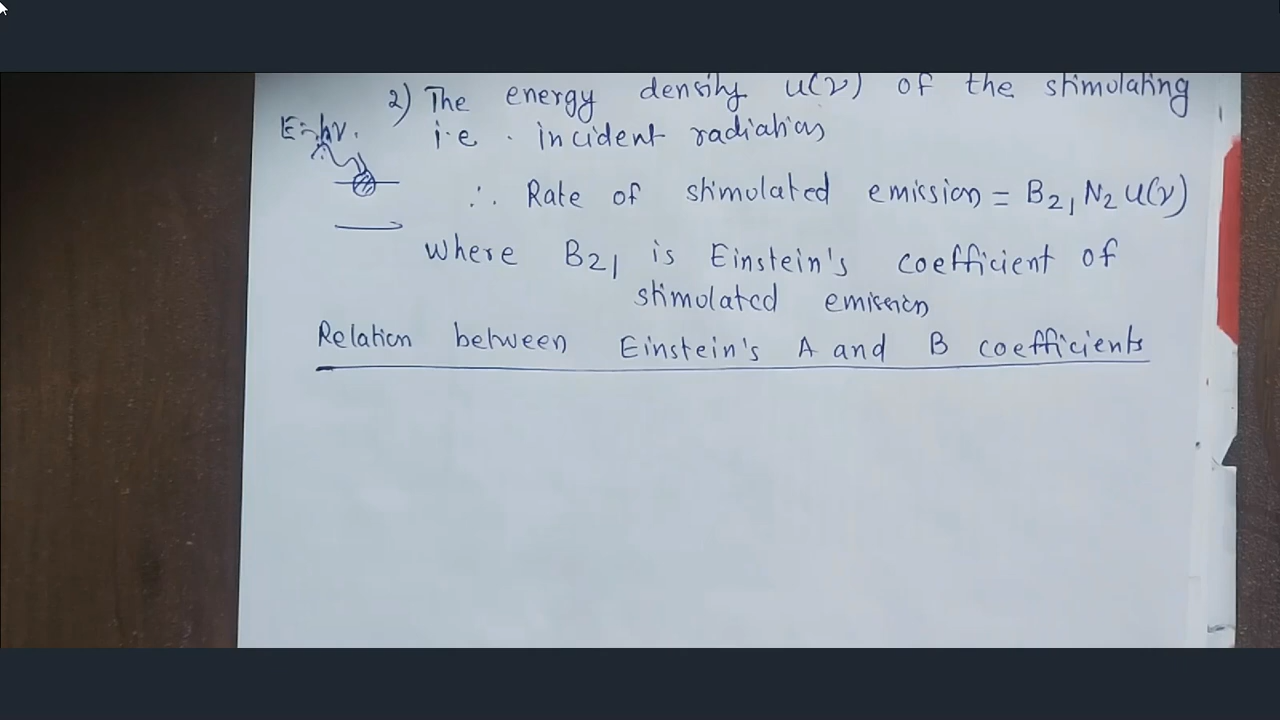 2) The energy density u(ν) of the stimulating
i.e. incident radiation
E=hν.
∴ Rate of stimulated emission = B21 N2 u(ν)
where B21 is Einstein's coefficient of
stimulated emission
Relation between Einstein's A and B coefficients